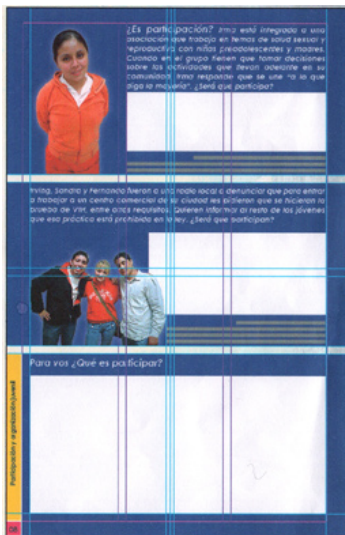 ¿Es participación? Irma está integrada a una
asociación que trabaja en temas de salud sexual y
reproductiva con niñas preadolescentes y madres.
Cuando en el grupo tienen que tomar decisiones
sobre las actividades que llevan adelante en su
comunidad, Irma responde que se une "a lo que
diga la mayoría". ¿Será que participa?
Irving, Sandra y Fernando fueron a una radio local a denunciar que para entrar
a trabajar a un centro comercial de su ciudad les pidieron que se hicieran la
prueba de VIH, entre otros requisitos. Quieren informar al resto de los jóvenes
que esa práctica está prohibida en la ley. ¿Será que participan?
Para vos ¿Qué es participar?
Participación y organización juvenil